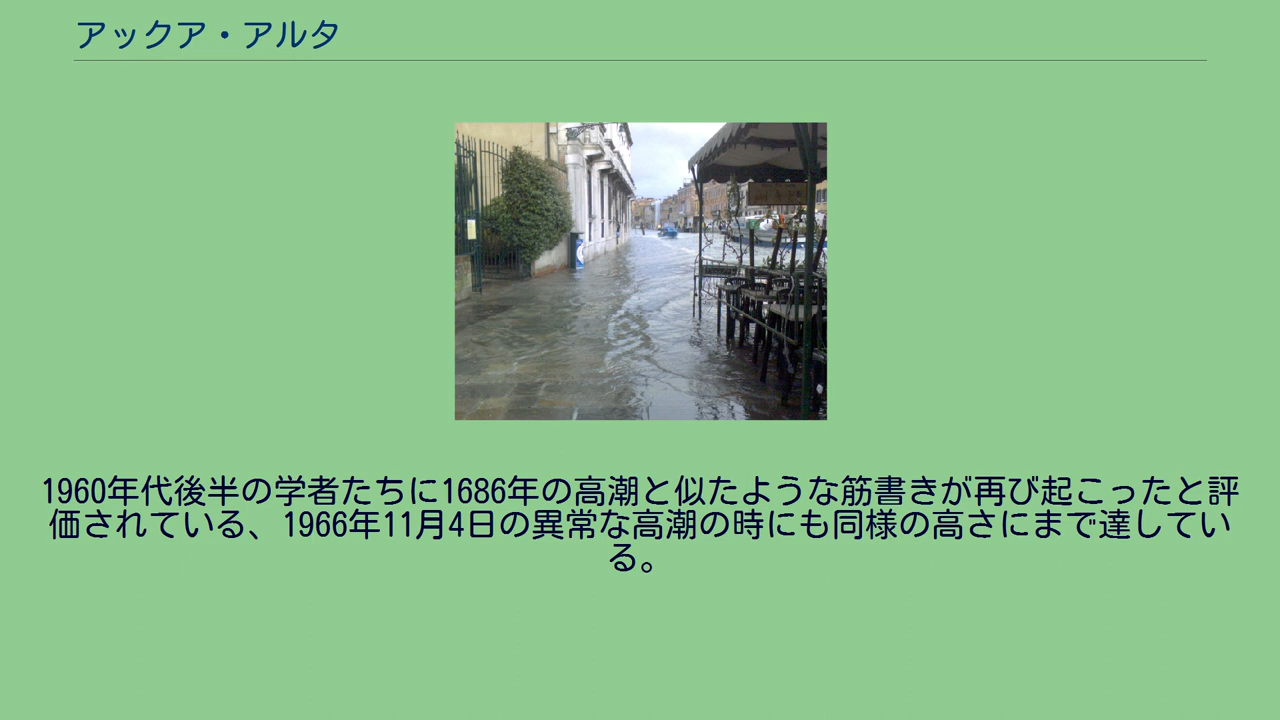 アックア・アルタ
1960年代後半の学者たちに1686年の高潮と似たような筋書きが再び起こったと評
価されている、1966年11月4日の異常な高潮の時にも同様の高さにまで達してい
る。